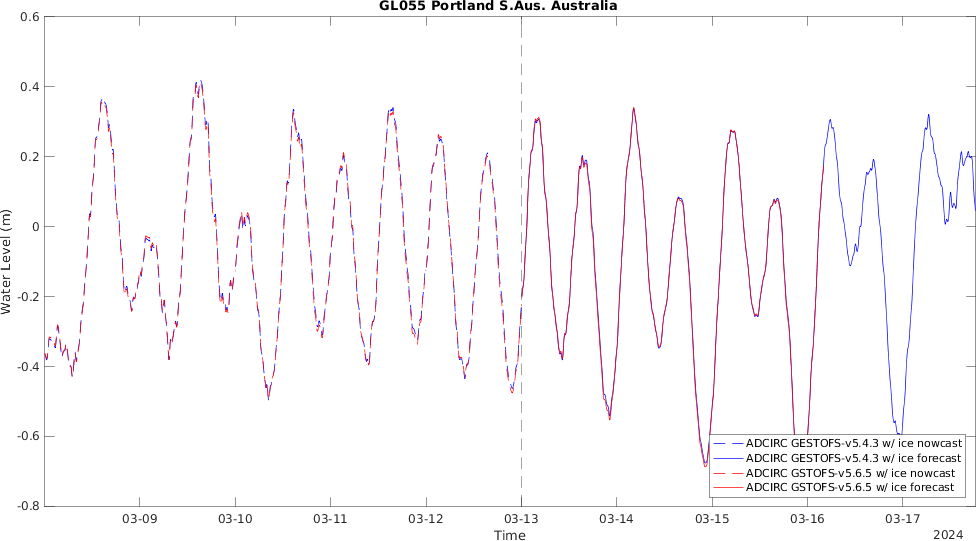 GL055 Portland S.Aus. Australia
0.6
0.4
0.2
0
-0.2
-0.4
-0.6
-0.8
Water Level (m)
ADCIRC GESTOFS-v5.4.3 w/ ice nowcast
ADCIRC GESTOFS-v5.4.3 w/ ice forecast
ADCIRC GSTOFS-v5.6.5 w/ ice nowcast
ADCIRC GSTOFS-v5.6.5 w/ ice forecast
03-09 03-10 03-11 03-12 03-13 03-14 03-15 03-16 03-17
Time
2024